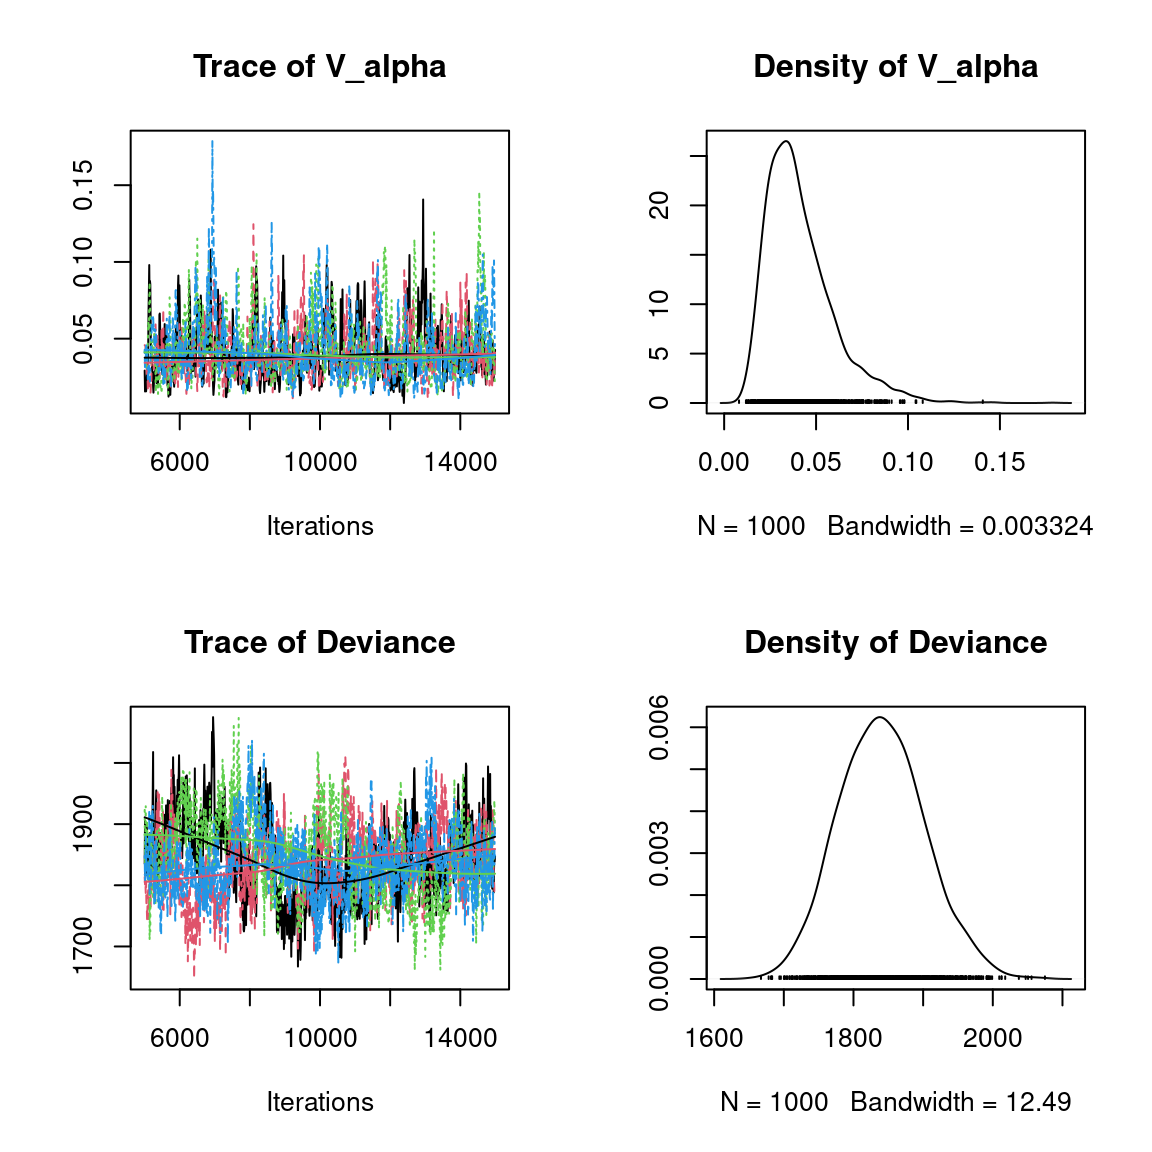 Trace of V_alpha
0.05 0.10 0.15
6000 10000 14000
Iterations
Density of V_alpha
0 5 10 20
0.00 0.05 0.10 0.15
N = 1000 Bandwidth = 0.003324
Trace of Deviance
1700 1900
6000 10000 14000
Iterations
Density of Deviance
0.000 0.003 0.006
1600 1800 2000
N = 1000 Bandwidth = 12.49